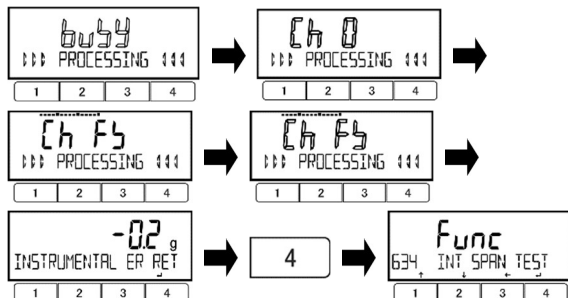 busy
PROCESSING
1 2 3 4
Ch 0
PROCESSING
1 2 3 4
Ch FS
PROCESSING
1 2 3 4
Ch FS
PROCESSING
1 2 3 4
-0.2 g
INSTRUMENTAL ER RET
1 2 3 4
4
Func
634 INT SPAN TEST
1 2 3 4